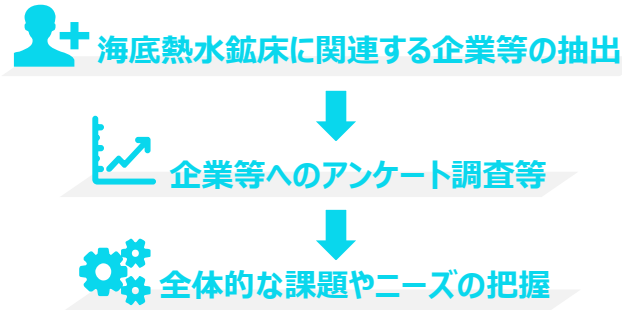 海底熱水鉱床に関連する企業等の抽出
企業等へのアンケート調査等
全体的な課題やニーズの把握